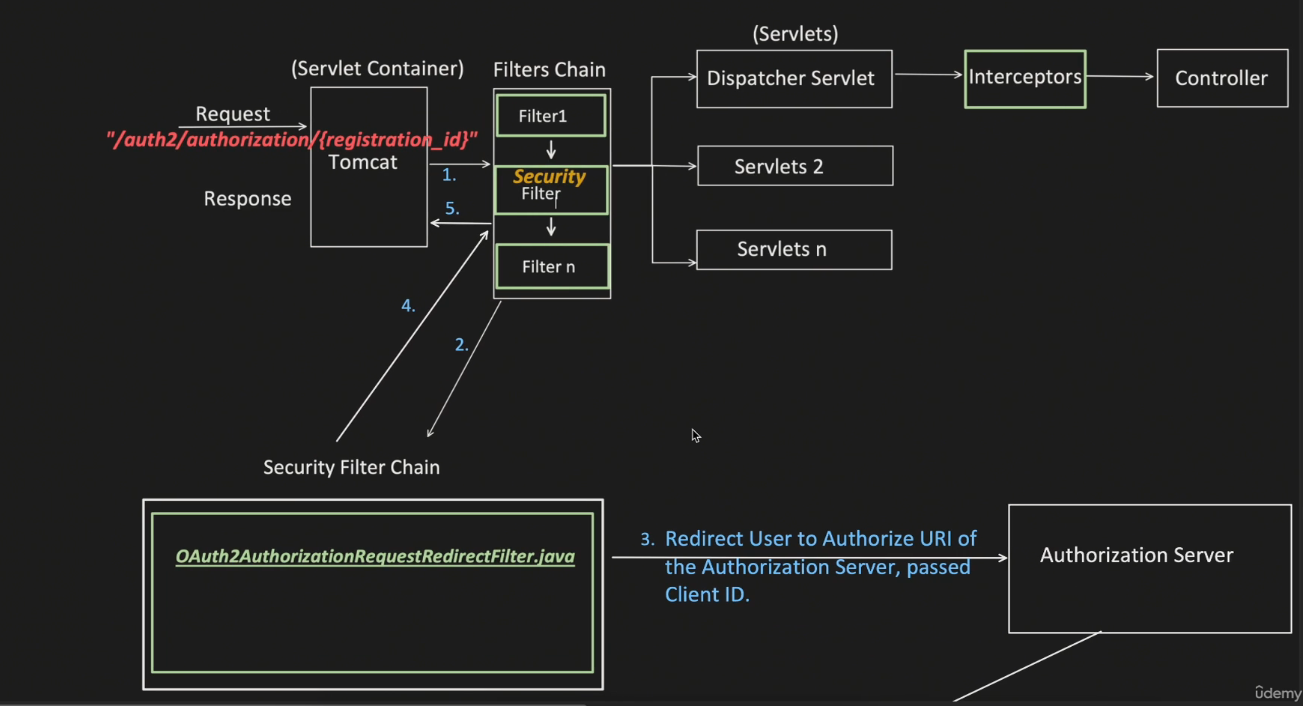 (Servlets)
(Servlet Container)
Filters Chain
Dispatcher Servlet
Interceptors
Controller
Request
Filter1
"/auth2/authorization/{registration_id}"
Tomcat
1.
Security
Filter
Servlets 2
Response
5.
Servlets n
Filter n
4.
2.
Security Filter Chain
OAuth2AuthorizationRequestRedirectFilter.java
3. Redirect User to Authorize URI of
the Authorization Server, passed
Client ID.
Authorization Server
ûdemy